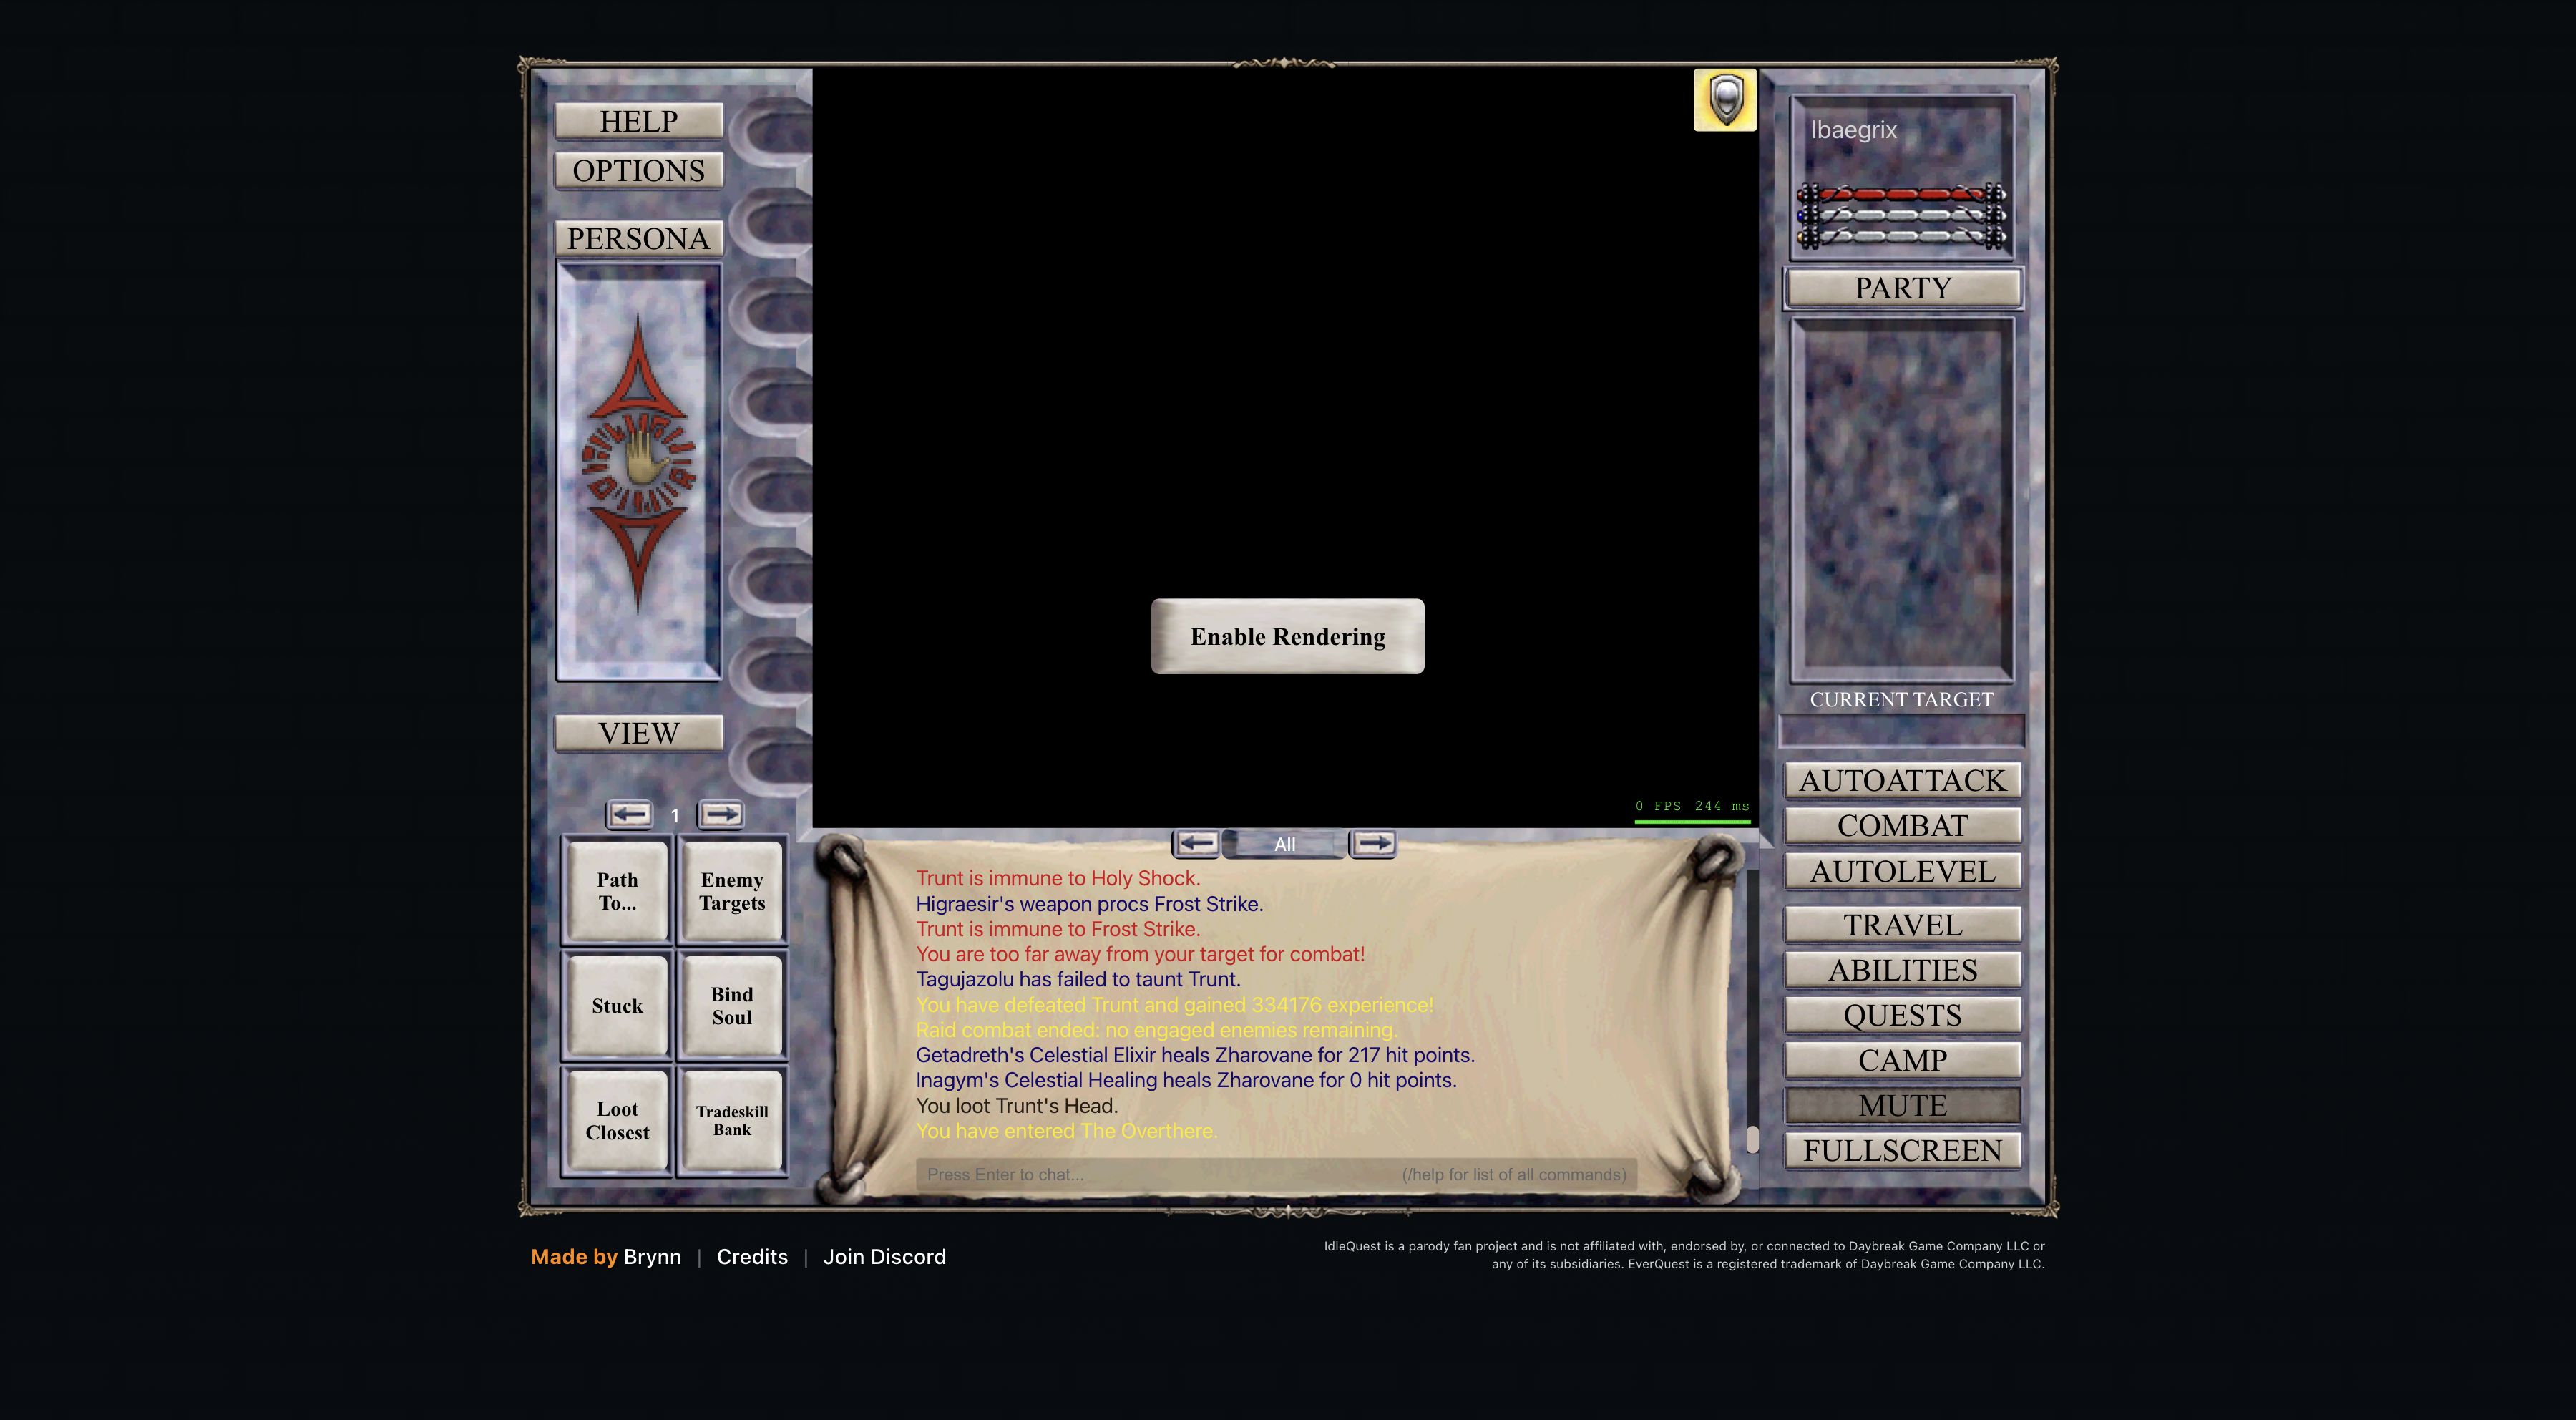 HELP
OPTIONS
PERSONA
VIEW
1
Path
To...
Enemy
Targets
Stuck
Bind
Soul
Loot
Closest
Tradeskill
Bank
Enable Rendering
0 FPS 244 ms
All
Trunt is immune to Holy Shock.
Higraesir's weapon procs Frost Strike.
Trunt is immune to Frost Strike.
You are too far away from your target for combat!
Tagujazolu has failed to taunt Trunt.
You have defeated Trunt and gained 334176 experience!
Raid combat ended: no engaged enemies remaining.
Getadreth's Celestial Elixir heals Zharovane for 217 hit points.
Inagym's Celestial Healing heals Zharovane for 0 hit points.
You loot Trunt's Head.
You have entered The Overthere.
Press Enter to chat... (/help for list of all commands)
PARTY
CURRENT TARGET
AUTOATTACK
COMBAT
AUTOLEVEL
TRAVEL
ABILITIES
QUESTS
CAMP
MUTE
FULLSCREEN
Made by Brynn | Credits | Join Discord
IdleQuest is a parody fan project and is not affiliated with, endorsed by, or connected to Daybreak Game Company LLC or
any of its subsidiaries. EverQuest is a registered trademark of Daybreak Game Company LLC.